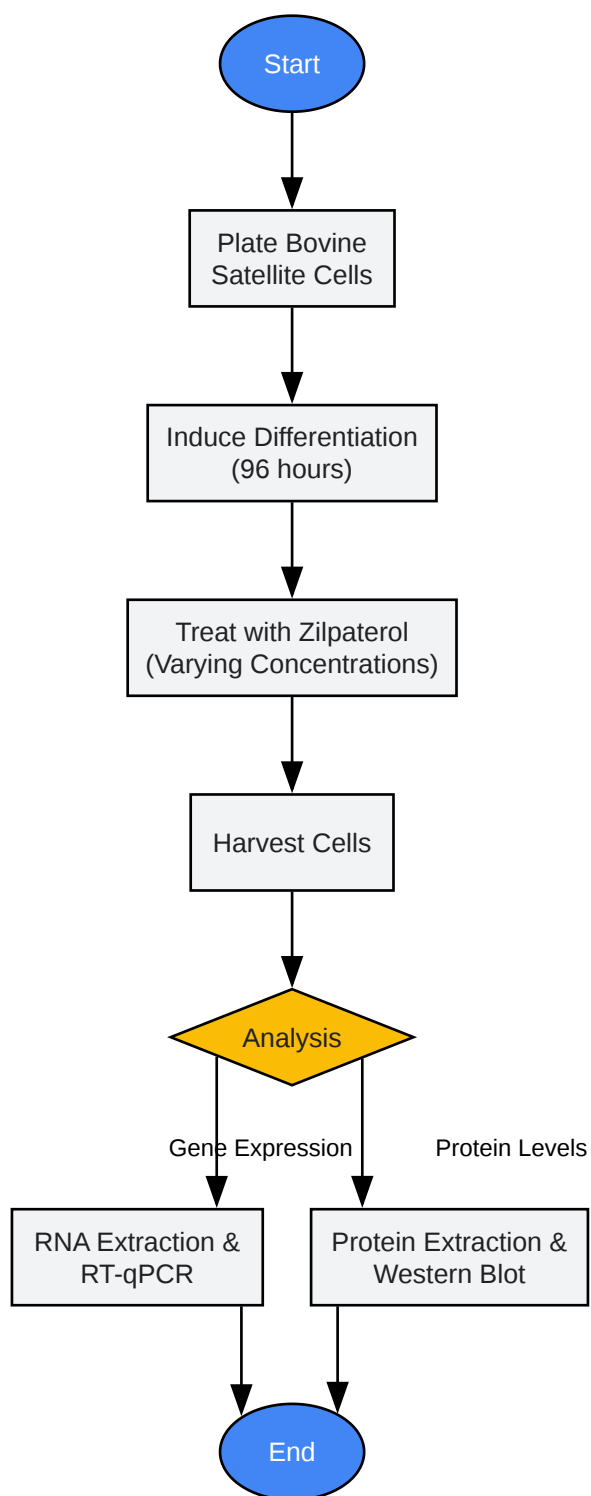 Start
Plate Bovine
Satellite Cells
Induce Differentiation
(96 hours)
Treat with Zilpaterol
(Varying Concentrations)
Harvest Cells
Analysis
Gene Expression
Protein Levels
RNA Extraction &
RT-qPCR
Protein Extraction &
Western Blot
End